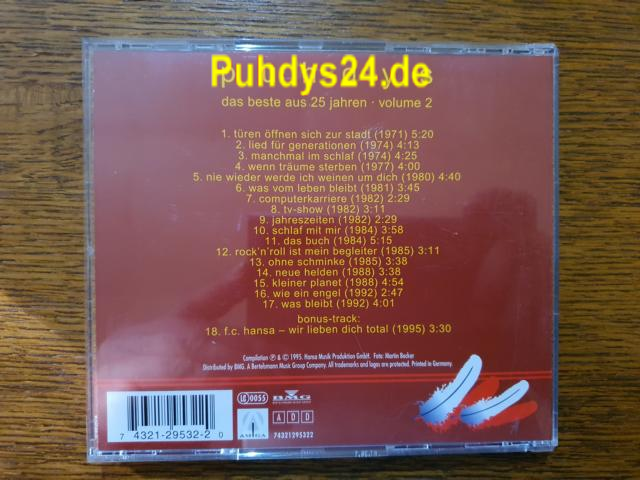 Puhdys24.de
das beste aus 25 jahren · volume 2
1. türen öffnen sich zur stadt (1971) 5:20
2. lied für generationen (1974) 4:13
3. manchmal im schlaf (1974) 4:25
4. wenn träume sterben (1977) 4:00
5. nie wieder werde ich weinen um dich (1980) 4:40
6. was vom leben bleibt (1981) 3:45
7. computerkarriere (1982) 2:29
8. tv-show (1982) 3:11
9. jahreszeiten (1982) 2:29
10. schlaf mit mir (1984) 3:58
11. das buch (1984) 5:15
12. rock'n'roll ist mein begleiter (1985) 3:11
13. ohne schminke (1985) 3:38
14. neue helden (1988) 3:38
15. kleiner planet (1988) 4:54
16. wie ein engel (1992) 2:47
17. was bleibt (1992) 4:01
bonus-track:
18. f.c. hansa – wir lieben dich total (1995) 3:30
Compilation ℗ & © 1995. Hansa Musik Produktion GmbH. Foto: Martin Becker
Distributed by BMG. A Bertelsmann Music Group Company. All trademarks and logos are protected. Printed in Germany.
LC 0055
BMG
AMIGA
ADD
74321295322
7 4321-29532-2 0